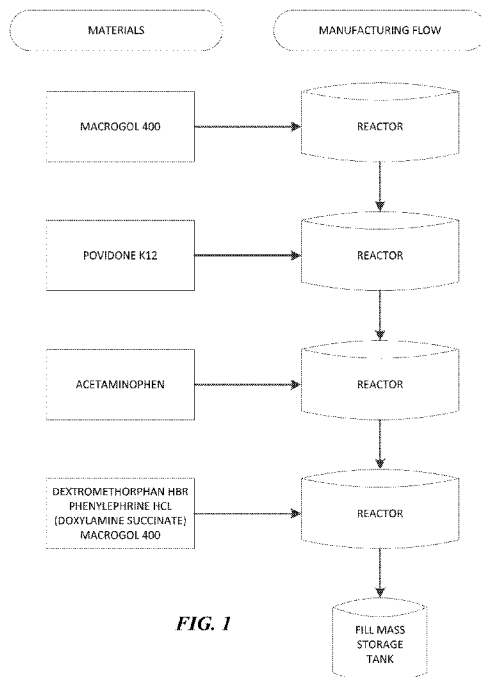 MATERIALS
MANUFACTURING FLOW
MACROGOL 400
REACTOR
POVIDONE K12
REACTOR
ACETAMINOPHEN
REACTOR
DEXTROMETHORPHAN HBR
PHENYLEPHRINE HCL
(DOXYLAMINE SUCCINATE)
MACROGOL 400
REACTOR
FIG. 1
FILL MASS
STORAGE
TANK